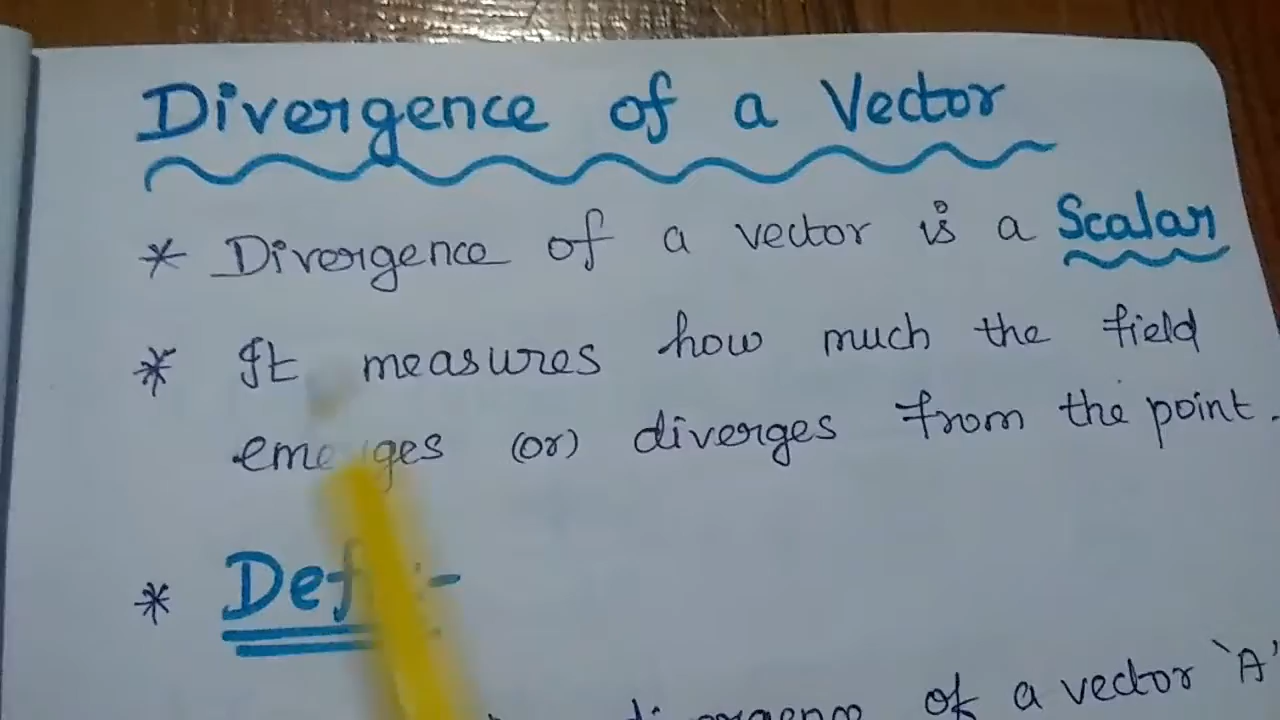 Divergence of a Vector
* Divergence of a vector is a Scalar
* It measures how much the field
emerges (or) diverges from the point.
* Def :-
of a vector 'A'